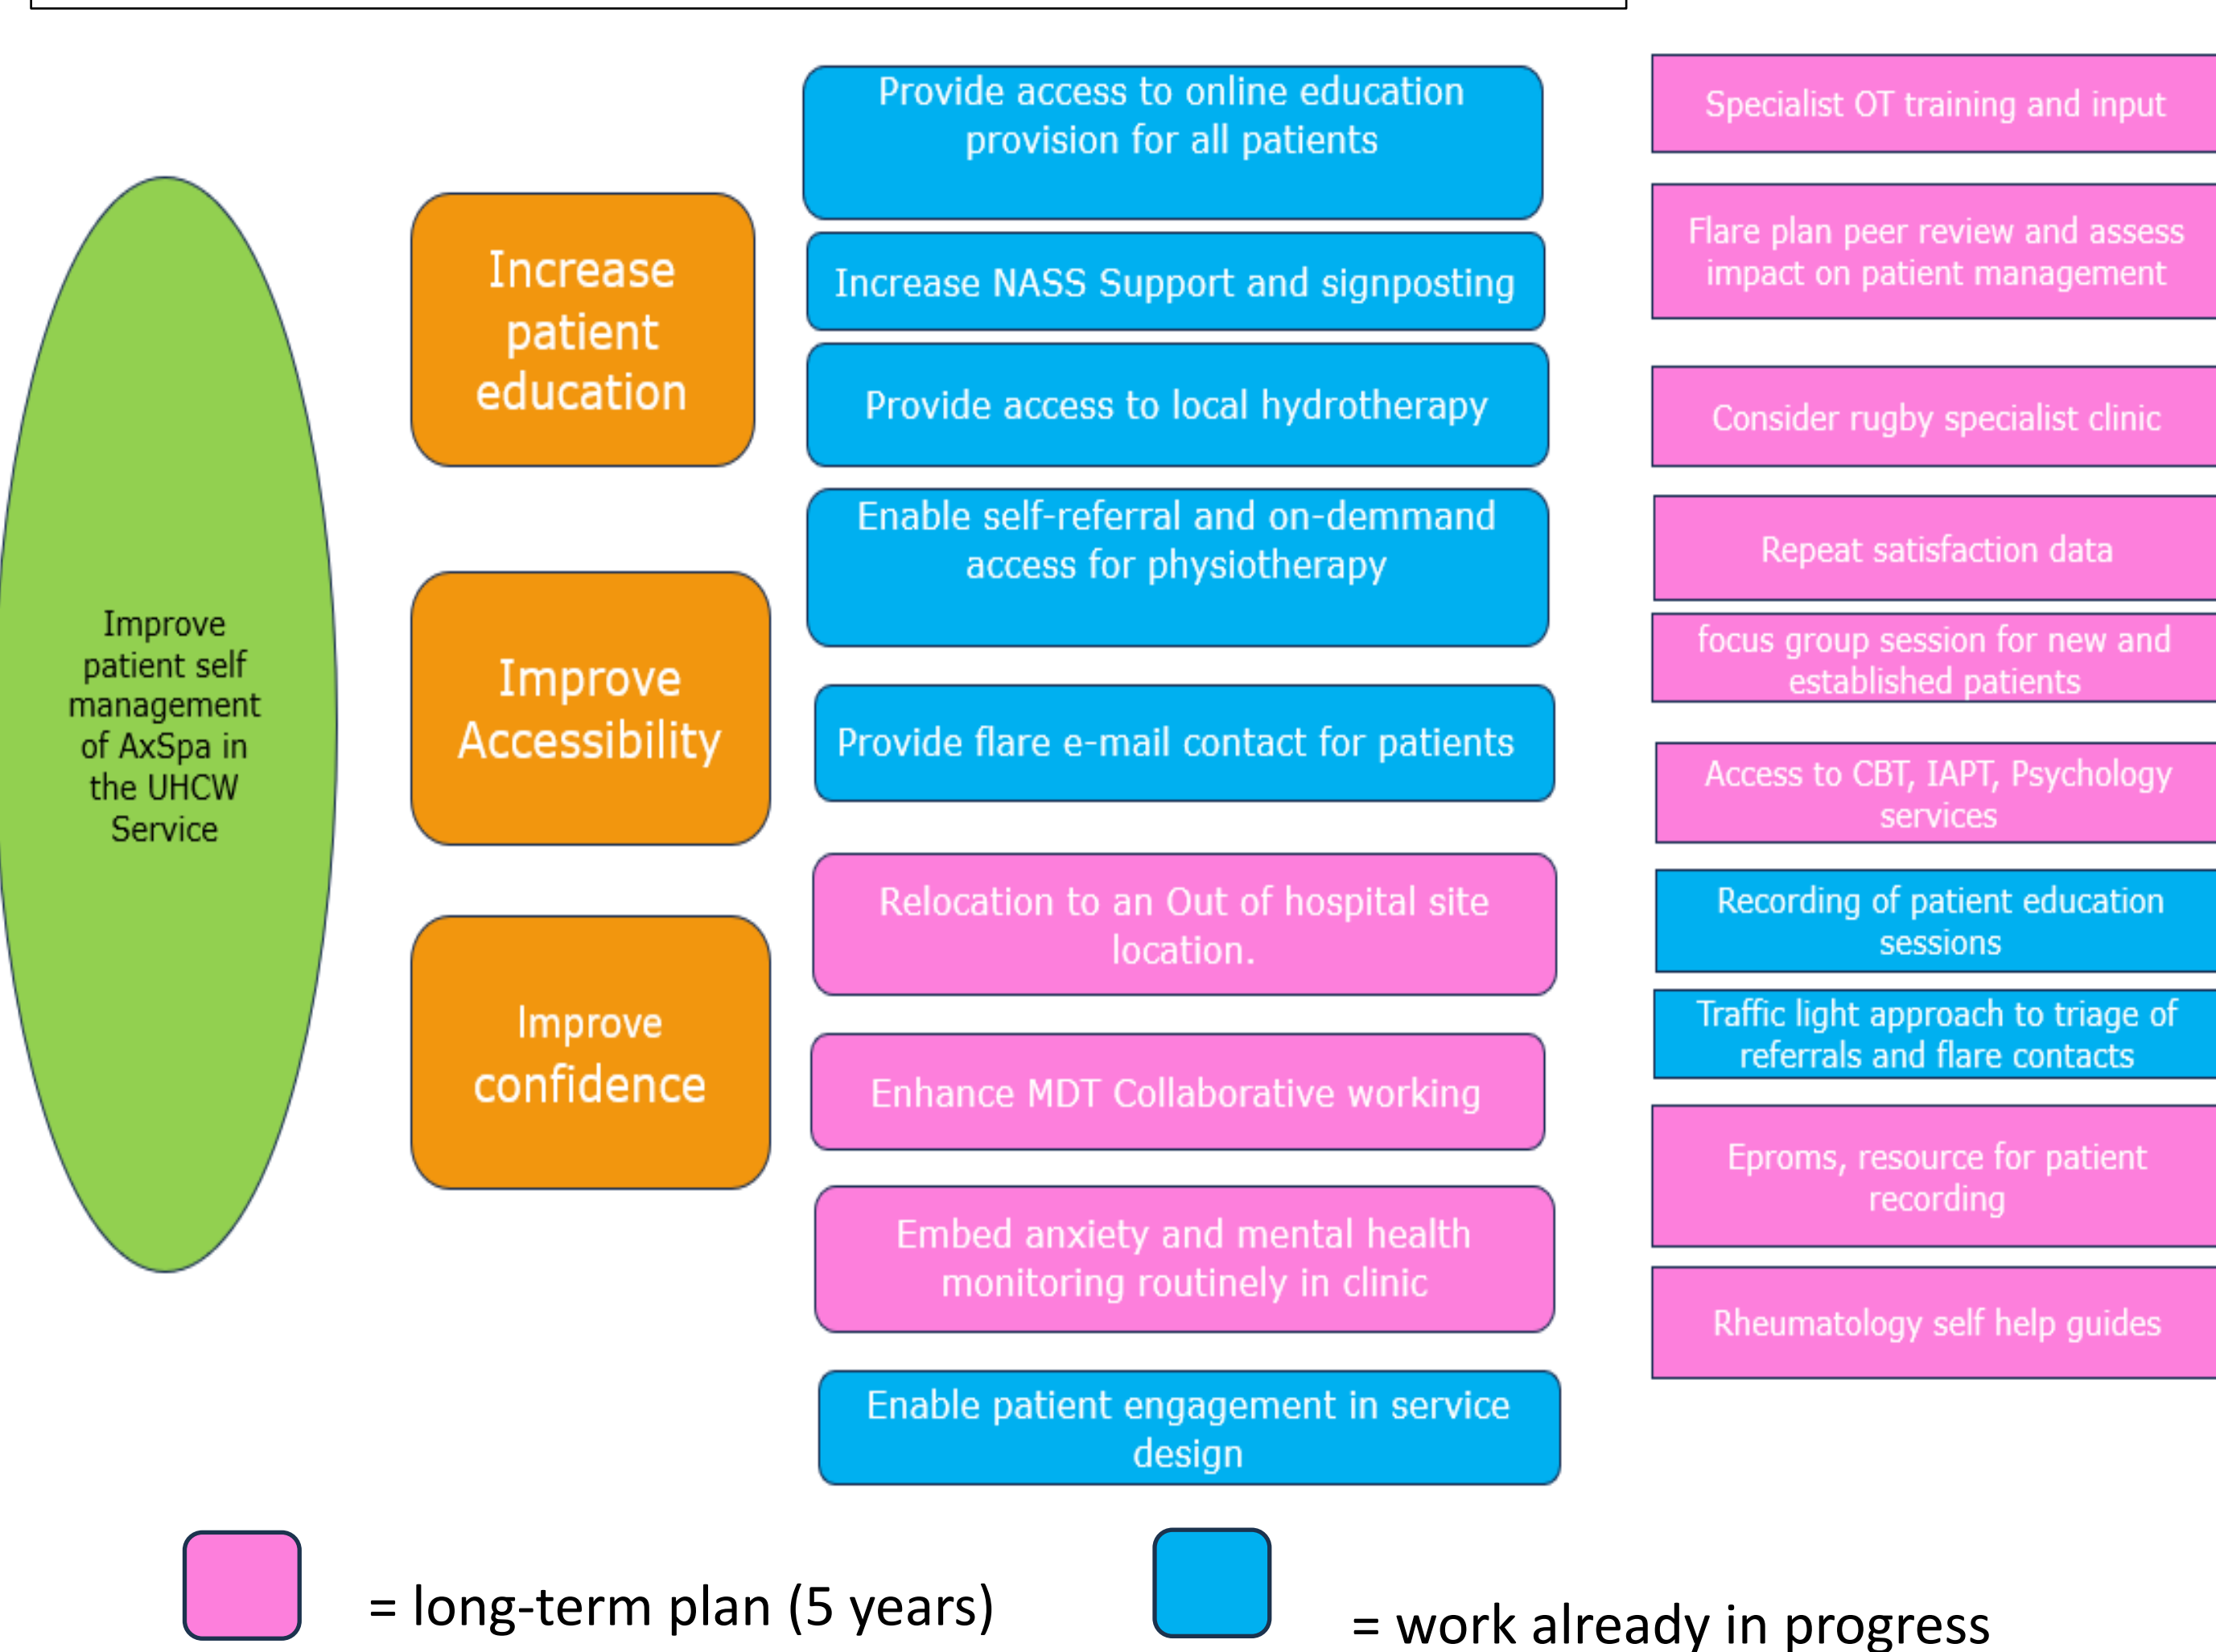 Improve
patient self
management
of AxSpa in
the UHCW
Service
Increase
patient
education
Improve
Accessibility
Improve
confidence
Provide access to online education
provision for all patients
Increase NASS Support and signposting
Provide access to local hydrotherapy
Enable self-referral and on-demmand
access for physiotherapy
Provide flare e-mail contact for patients
Relocation to an Out of hospital site
location.
Enhance MDT Collaborative working
Embed anxiety and mental health
monitoring routinely in clinic
Enable patient engagement in service
design
Specialist OT training and input
Flare plan peer review and assess
impact on patient management
Consider rugby specialist clinic
Repeat satisfaction data
focus group session for new and
established patients
Access to CBT, IAPT, Psychology
services
Recording of patient education
sessions
Traffic light approach to triage of
referrals and flare contacts
Eproms, resource for patient
recording
Rheumatology self help guides
= long-term plan (5 years)
= work already in progress